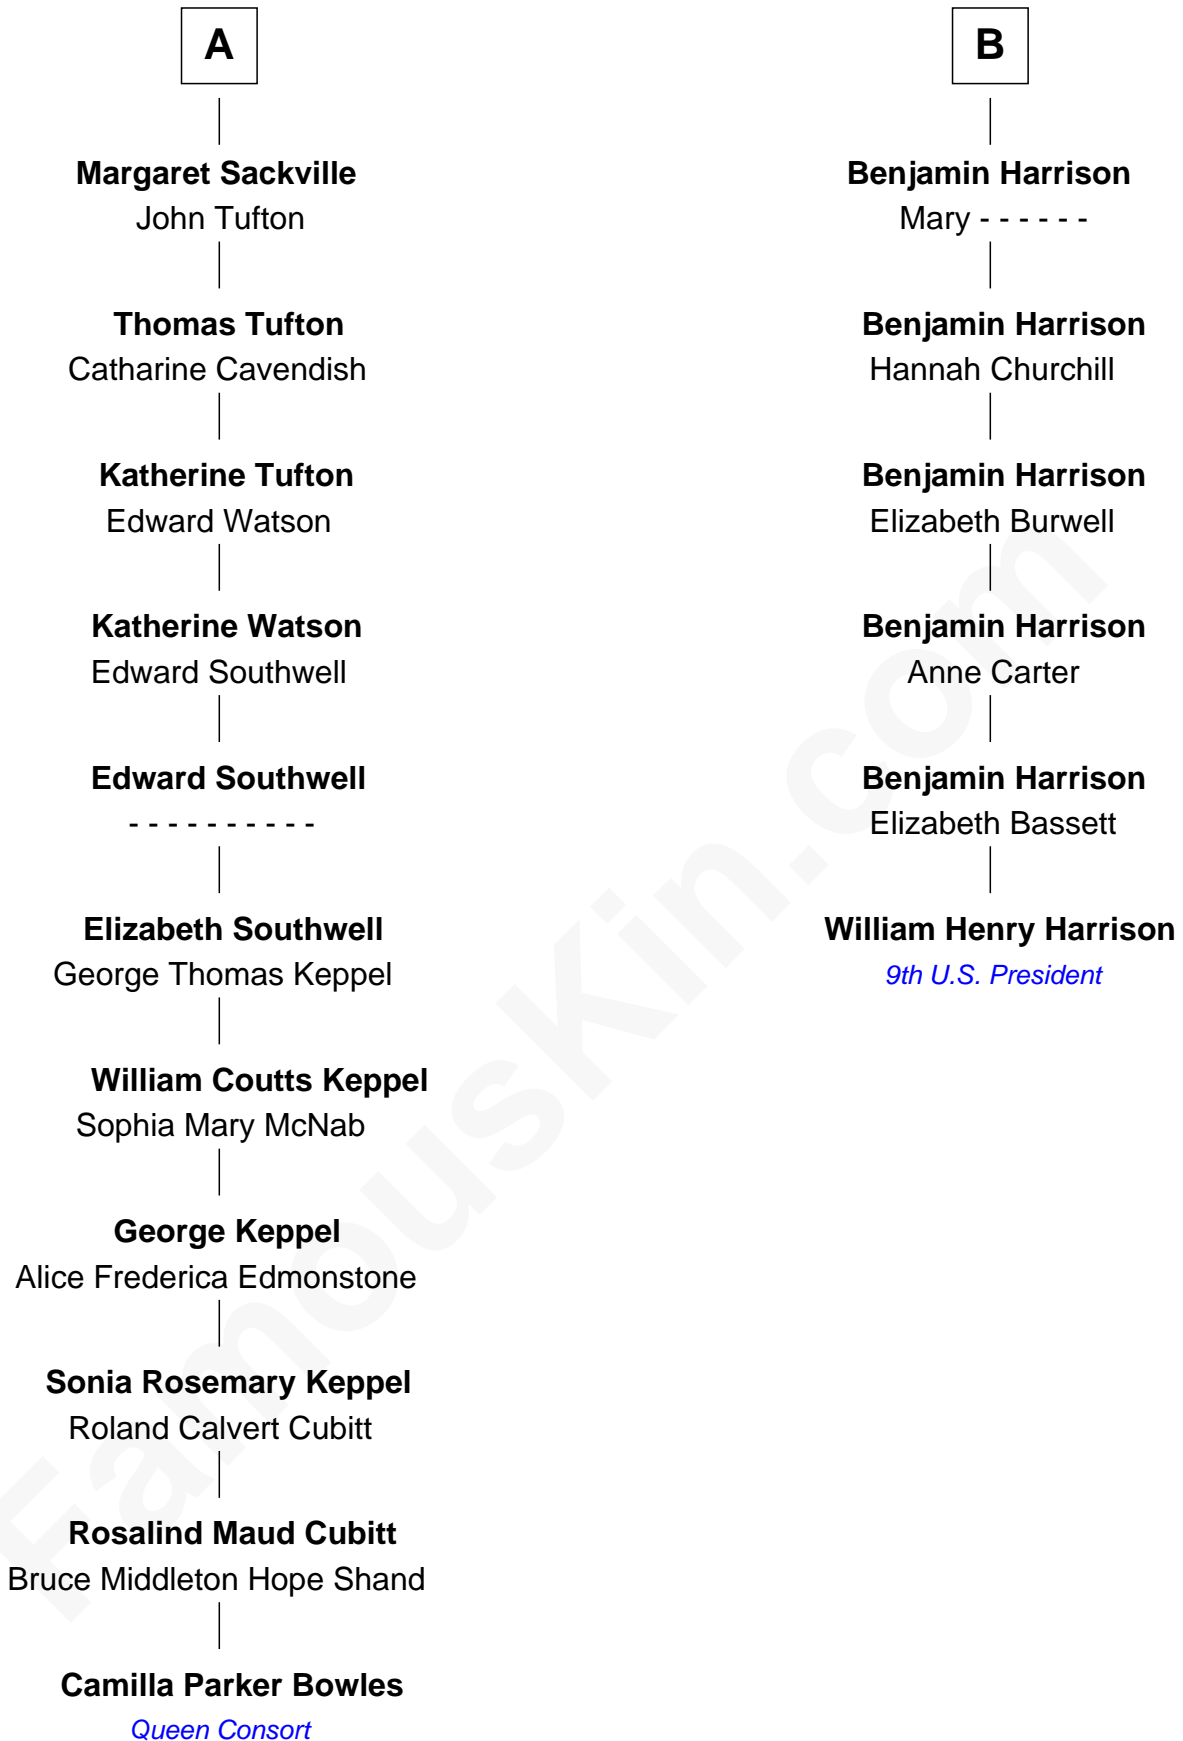 A
Margaret Sackville
John Tufton
Thomas Tufton
Catharine Cavendish
Katherine Tufton
Edward Watson
Katherine Watson
Edward Southwell
Edward Southwell
- - - - - - - - - -
Elizabeth Southwell
George Thomas Keppel
William Coutts Keppel
Sophia Mary McNab
George Keppel
Alice Frederica Edmonstone
Sonia Rosemary Keppel
Roland Calvert Cubitt
Rosalind Maud Cubitt
Bruce Middleton Hope Shand
Camilla Parker Bowles
Queen Consort
B
Benjamin Harrison
Mary - - - - - -
Benjamin Harrison
Hannah Churchill
Benjamin Harrison
Elizabeth Burwell
Benjamin Harrison
Anne Carter
Benjamin Harrison
Elizabeth Bassett
William Henry Harrison
9th U.S. President
FamousKin.com